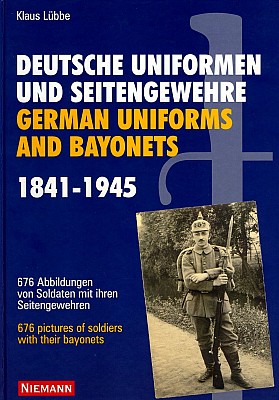 Klaus Lübbe
DEUTSCHE UNIFORMEN
UND SEITENGEWEHRE
GERMAN UNIFORMS
AND BAYONETS
1841-1945
676 Abbildungen
von Soldaten mit ihren
Seitengewehren
676 pictures of soldiers
with their bayonets
NIEMANN